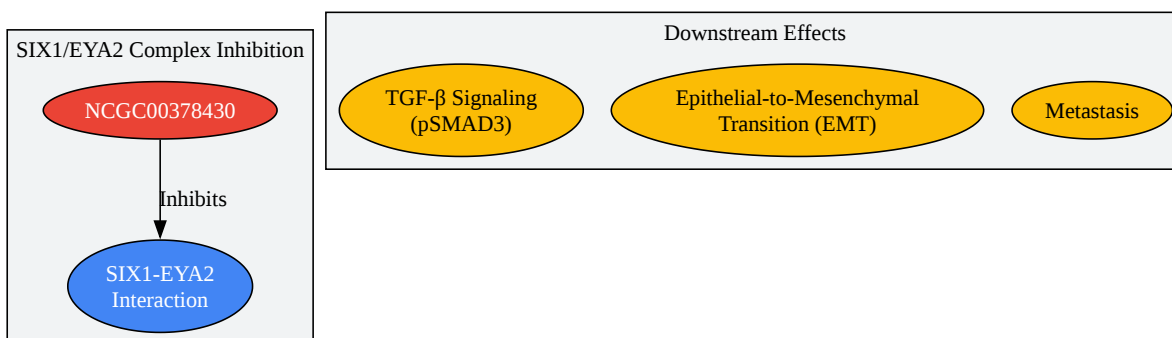 SIX1/EYA2 Complex Inhibition
NCGC00378430
Inhibits
SIX1-EYA2
Interaction
Downstream Effects
TGF-β Signaling
(pSMAD3)
Epithelial-to-Mesenchymal
Transition (EMT)
Metastasis